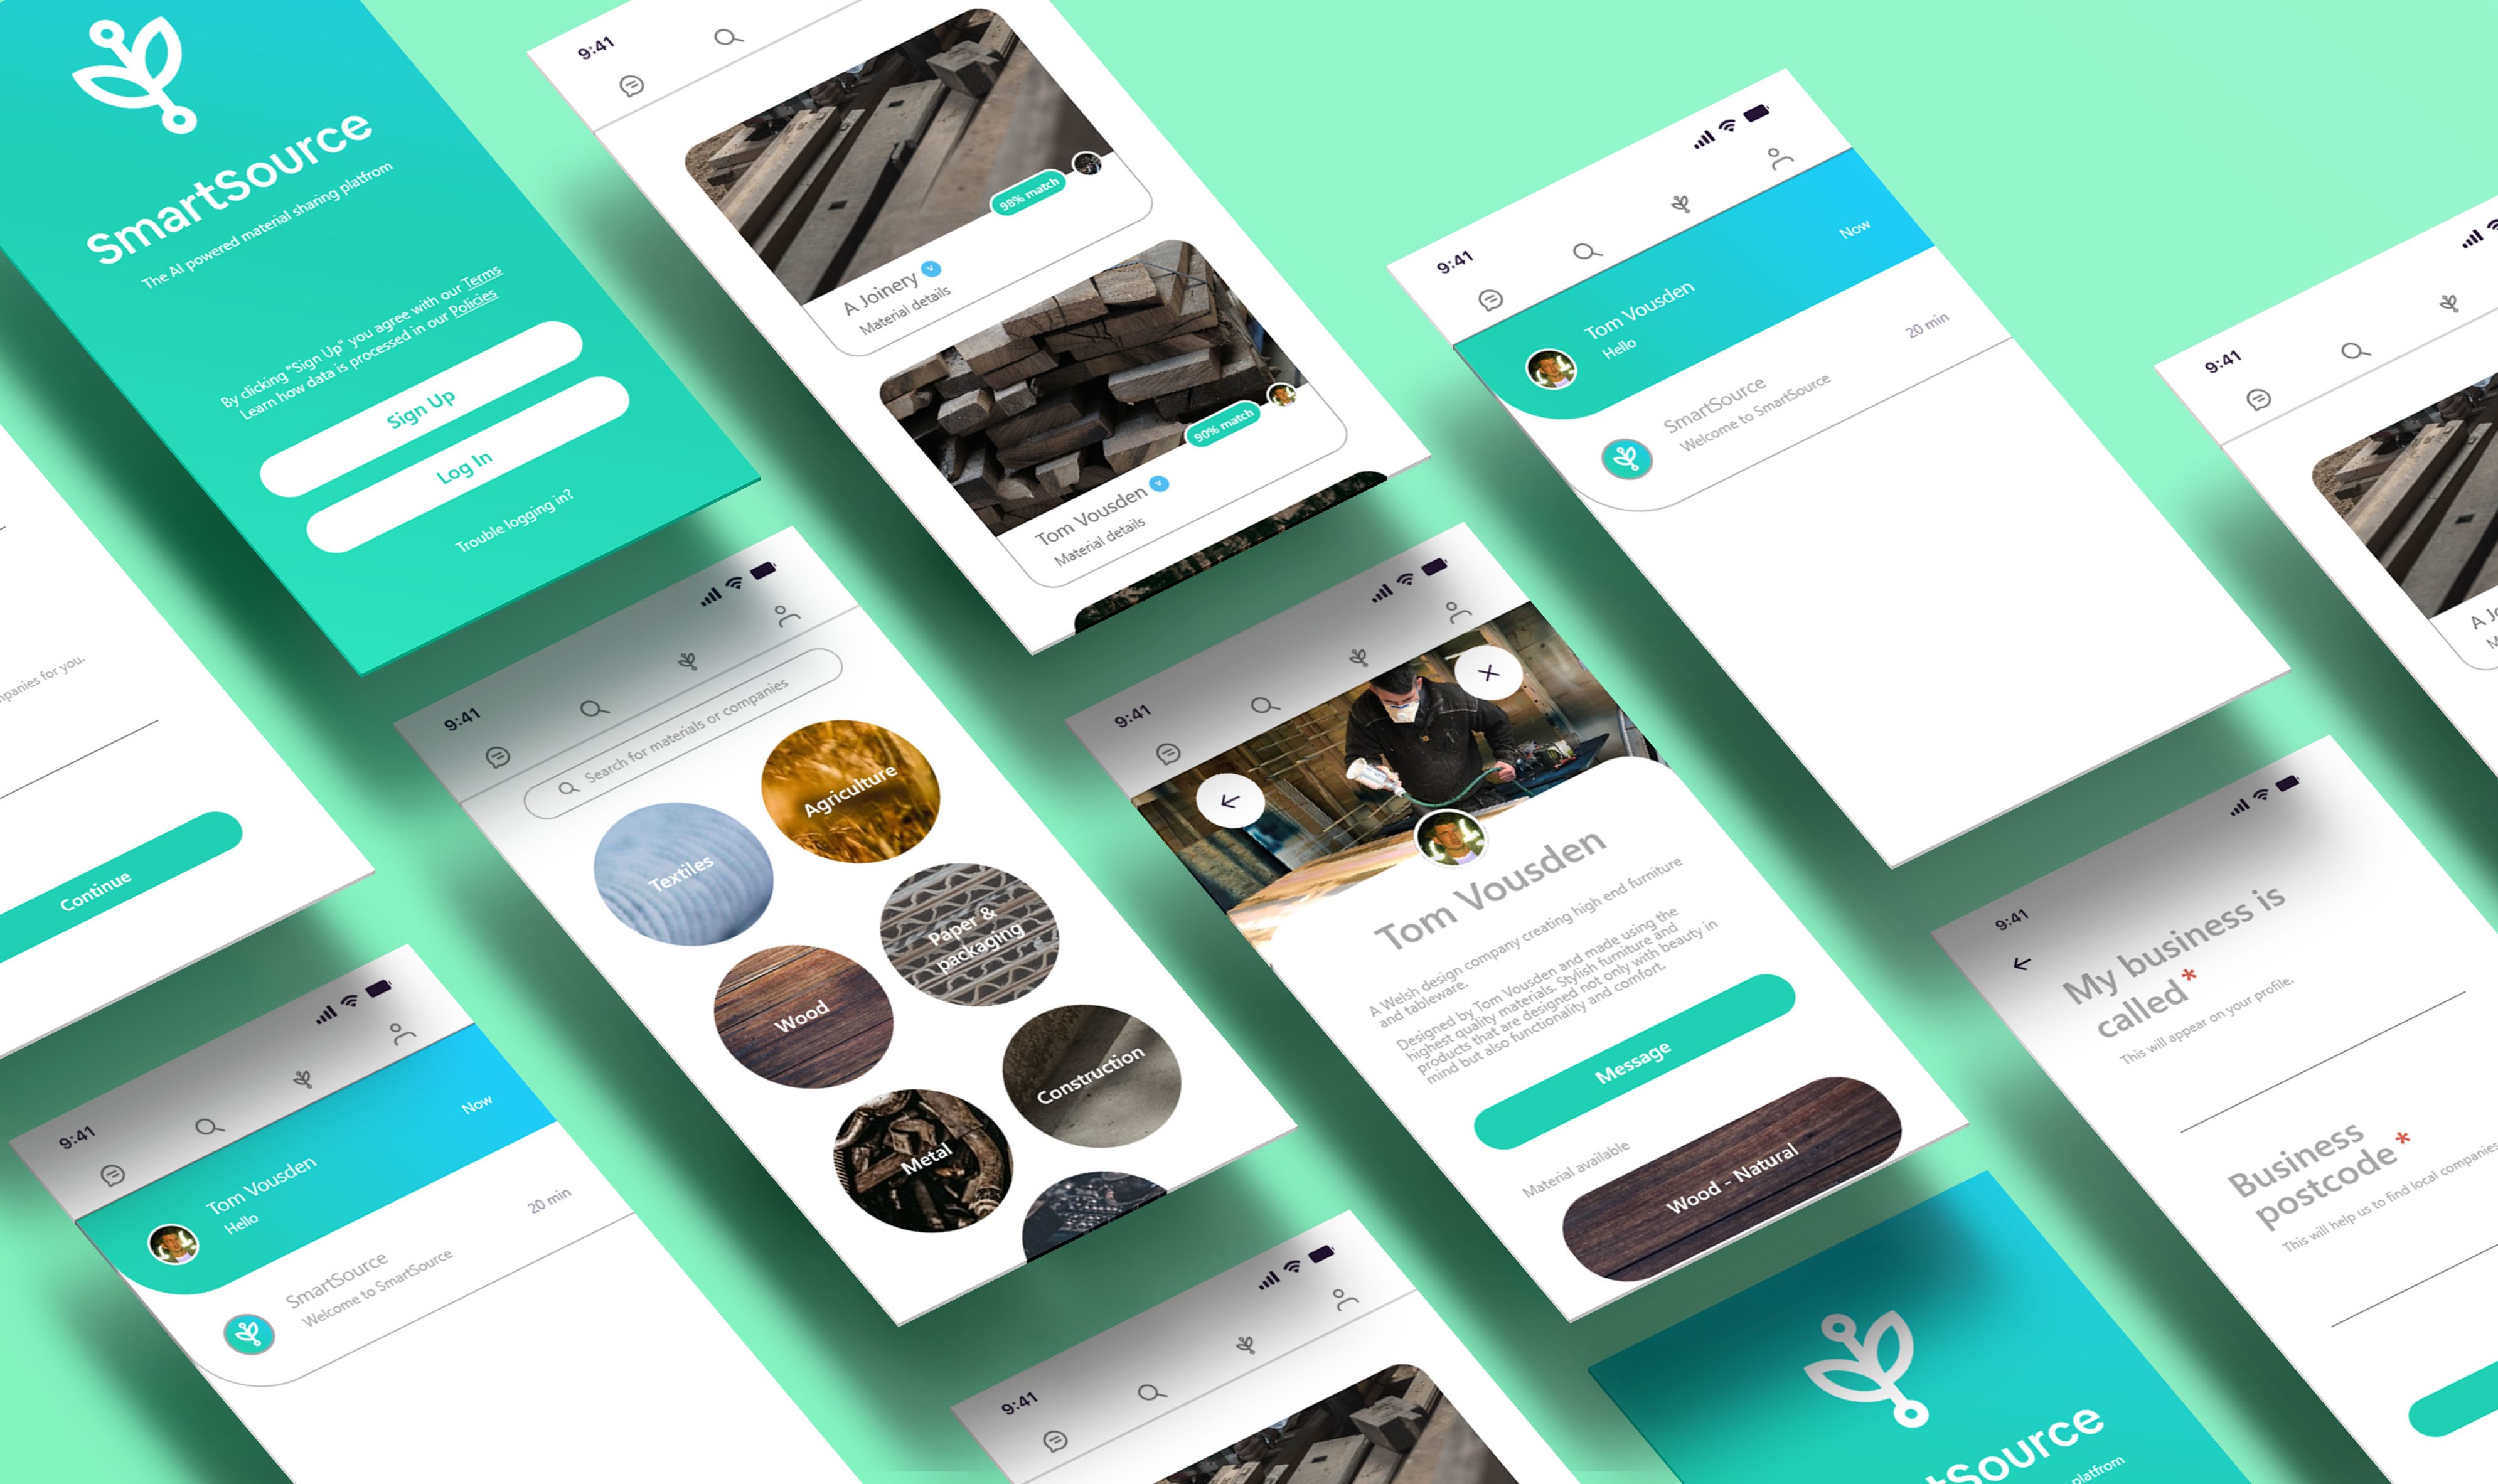 SmartSource
The AI powered material sharing platfrom
By clicking "Sign Up" you agree with our Terms
Learn how data is processed in our Policies
Sign Up
Log In
Trouble logging in?
9:41
98% match
A Joinery
Material details
90% match
Tom Vousden
Material details
9:41
Tom Vousden
Now
Hello
SmartSource
20 min
Welcome to SmartSource
9:41
A Jo
M
panies for you.
Continue
9:41
Search for materials or companies
Agriculture
Textiles
Paper &
packaging
Wood
Construction
Metal
9:41
Tom Vousden
A Welsh design company creating high end furniture
and tableware.
Designed by Tom Vousden and made using the
highest quality materials. Stylish furniture and
products that are designed not only with beauty in
mind but also functionality and comfort.
Message
Material available
Wood - Natural
9:41
My business is
called*
This will appear on your profile.
Business
postcode *
This will help us to find local companies
9:41
Tom Vousden
Now
Hello
SmartSource
20 min
Welcome to SmartSource
9:41
tSource
platfrom